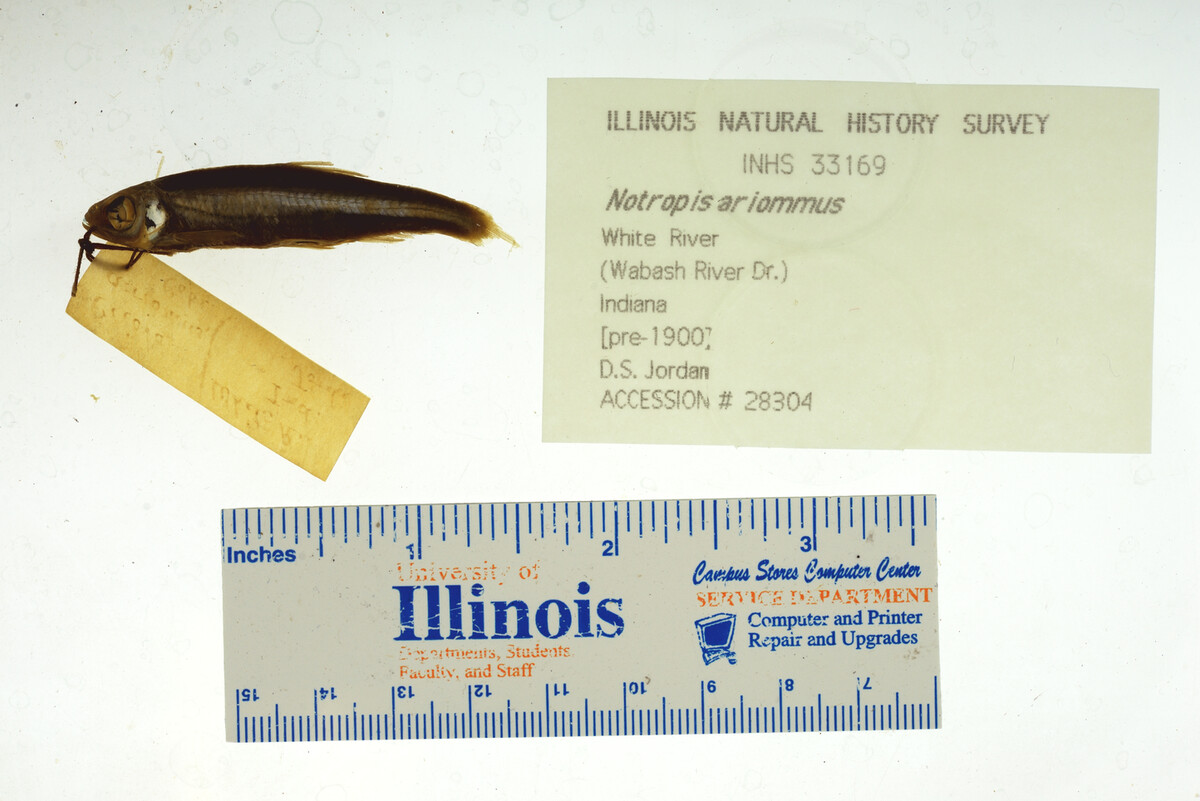 ILLINOIS NATURAL HISTORY SURVEY
INHS 33169
Notropis ariommus
White River
(Wabash River Dr.)
Indiana
[pre-1900]
D.S. Jordan
ACCESSION # 28304
Inches
1 2 3
University of
Illinois
Departments, Students
Faculty, and Staff
Campus Stores Computer Center
SERVICE DEPARTMENT
Computer and Printer
Repair and Upgrades
15 14 13 12 11 10 9 8 7